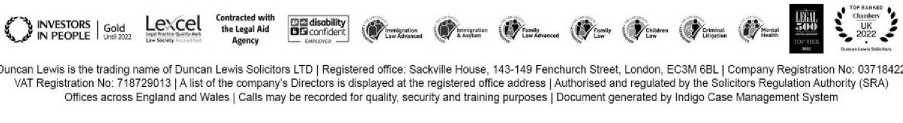 INVESTORS IN PEOPLE
Gold
Until 2022
Lexcel
Legal Practice Quality Mark
Law Society Accredited
Contracted with the Legal Aid Agency
disability confident
EMPLOYER
Immigration Law Advanced
Immigration & Asylum
Family Law Advanced
Family Law
Children Law
Criminal Litigation
Mental Health
LEGAL 500
TOP TIER
2022
TOP RANKED
Chambers
UK
2022
Duncan Lewis Solicitors
Duncan Lewis is the trading name of Duncan Lewis Solicitors LTD | Registered office: Sackville House, 143-149 Fenchurch Street, London, EC3M 6BL | Company Registration No: 03718422
VAT Registration No: 718729013 | A list of the company's Directors is displayed at the registered office address | Authorised and regulated by the Solicitors Regulation Authority (SRA)
Offices across England and Wales | Calls may be recorded for quality, security and training purposes | Document generated by Indigo Case Management System